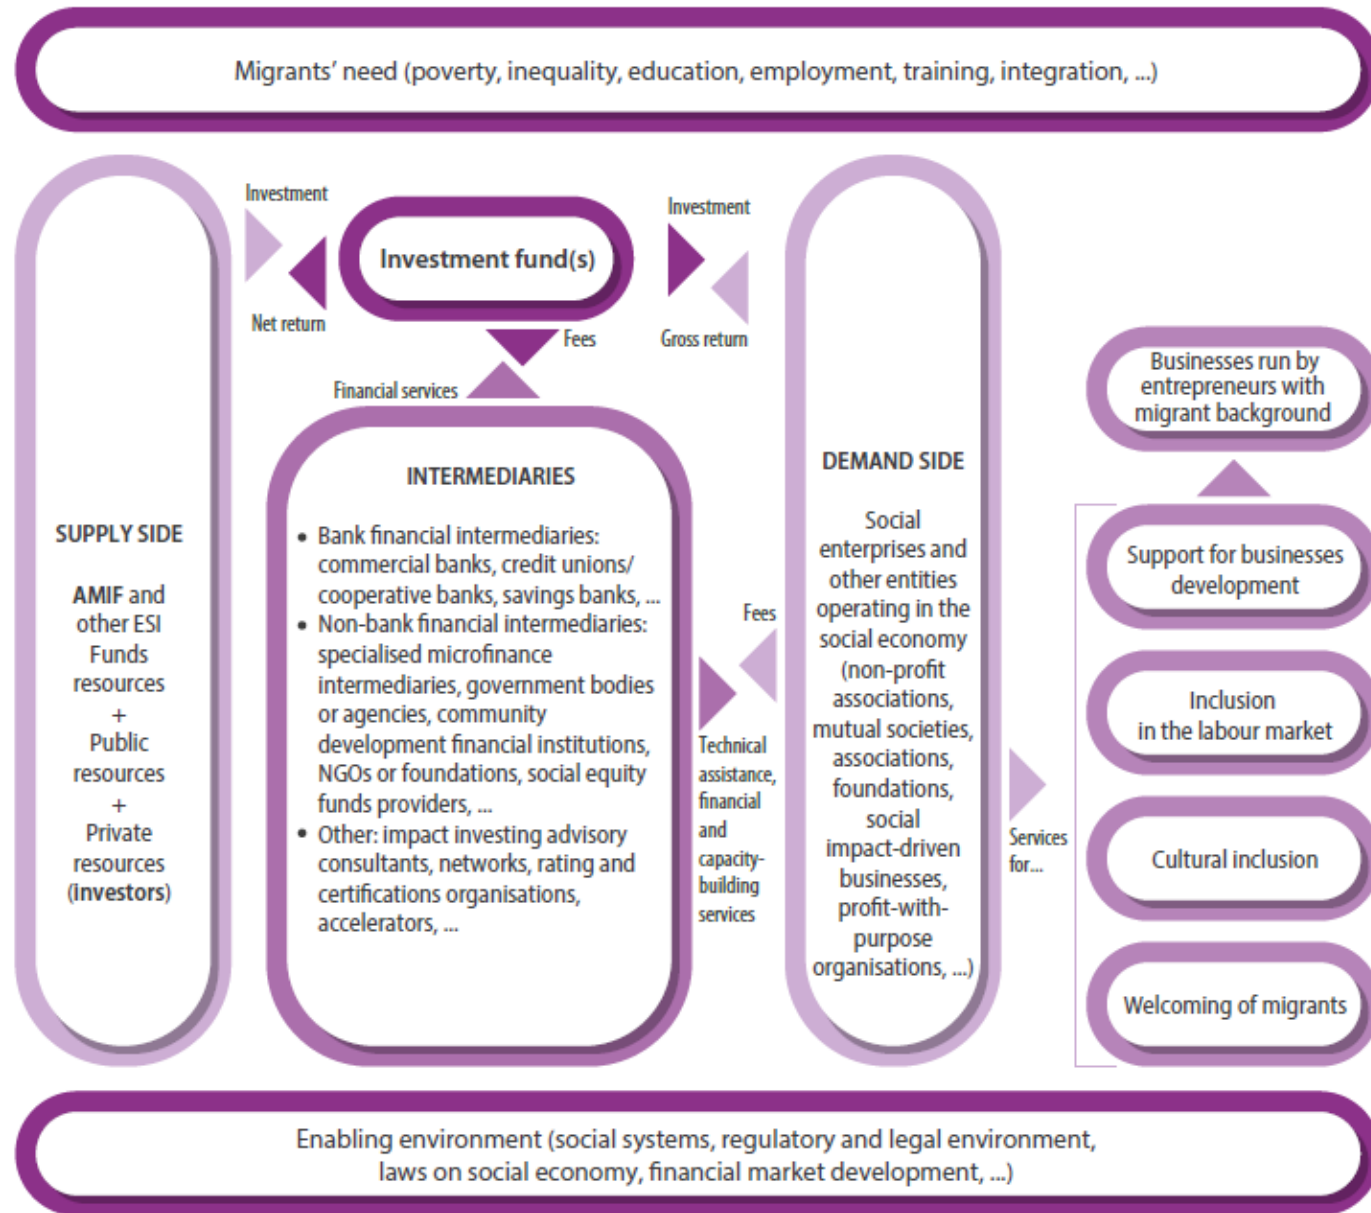 Migrants' need (poverty, inequality, education, employment, training, integration, ...)
Investment
Net return
Investment fund(s)
Investment
Gross return
Fees
Financial services
SUPPLY SIDE
AMIF and
other ESI
Funds
resources
+
Public
resources
+
Private
resources
(investors)
INTERMEDIARIES
• Bank financial intermediaries:
commercial banks, credit unions/
cooperative banks, savings banks, ...
• Non-bank financial intermediaries:
specialised microfinance
intermediaries, government bodies
or agencies, community
development financial institutions,
NGOs or foundations, social equity
funds providers, ...
• Other: impact investing advisory
consultants, networks, rating and
certifications organisations,
accelerators, ...
Fees
Technical
assistance,
financial
and
capacity-
building
services
DEMAND SIDE
Social
enterprises and
other entities
operating in the
social economy
(non-profit
associations,
mutual societies,
associations,
foundations,
social
impact-driven
businesses,
profit-with-
purpose
organisations, ...)
Services
for...
Businesses run by
entrepreneurs with
migrant background
Support for businesses
development
Inclusion
in the labour market
Cultural inclusion
Welcoming of migrants
Enabling environment (social systems, regulatory and legal environment,
laws on social economy, financial market development, ...)